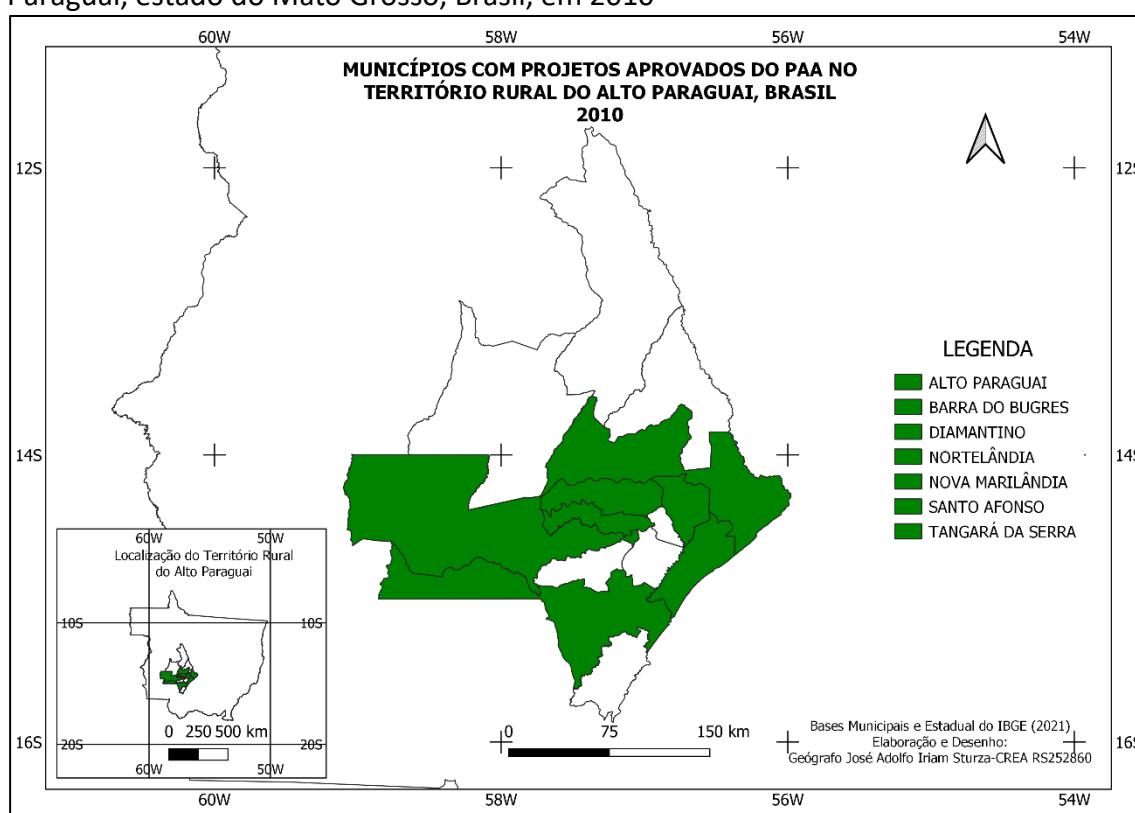 Paraguai, estado do Mato Grosso, Brasil, em 2010
60W 58W 56W 54W
MUNICÍPIOS COM PROJETOS APROVADOS DO PAA NO
TERRITÓRIO RURAL DO ALTO PARAGUAI, BRASIL
2010
12S 12S
LEGENDA
ALTO PARAGUAI
BARRA DO BUGRES
DIAMANTINO
NORTELÂNDIA
NOVA MARILÂNDIA
SANTO AFONSO
TANGARÁ DA SERRA
14S 14S
60W 50W
Localização do Território Rural
do Alto Paraguai
10S 10S
0 250 500 km
20S 20S
60W 50W
0 75 150 km
Bases Municipais e Estadual do IBGE (2021)
Elaboração e Desenho:
Geógrafo José Adolfo Iriam Sturza-CREA RS252860
16S 16S
60W 58W 56W 54W